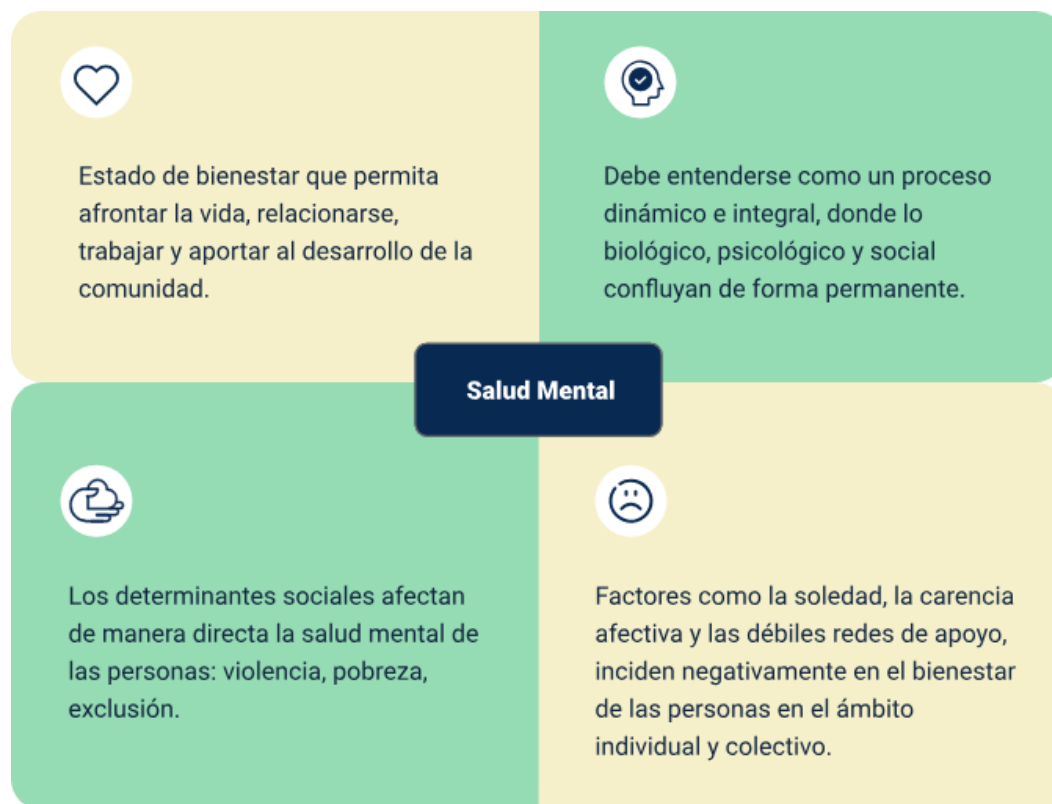 Estado de bienestar que permita
afrontar la vida, relacionarse,
trabajar y aportar al desarrollo de la
comunidad.
Debe entenderse como un proceso
dinámico e integral, donde lo
biológico, psicológico y social
confluyan de forma permanente.
Salud Mental
Los determinantes sociales afectan
de manera directa la salud mental de
las personas: violencia, pobreza,
exclusión.
Factores como la soledad, la carencia
afectiva y las débiles redes de apoyo,
inciden negativamente en el bienestar
de las personas en el ámbito
individual y colectivo.